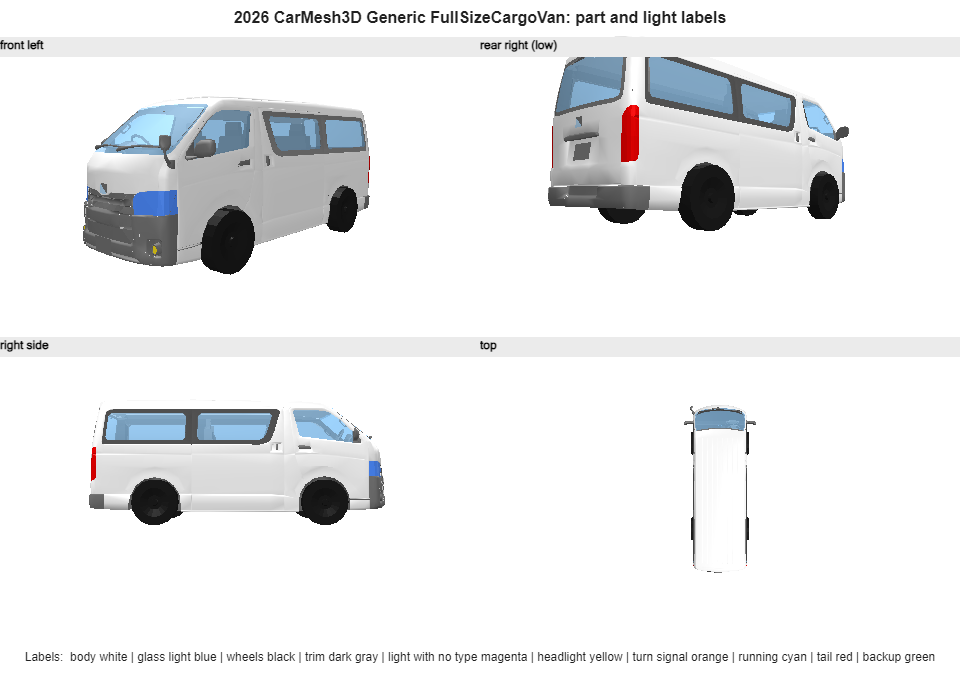 2026 CarMesh3D Generic FullSizeCargoVan: part and light labels
front left
rear right (low)
right side
top
Labels:  body white | glass light blue | wheels black | trim dark gray | light with no type magenta | headlight yellow | turn signal orange | running cyan | tail red | backup green